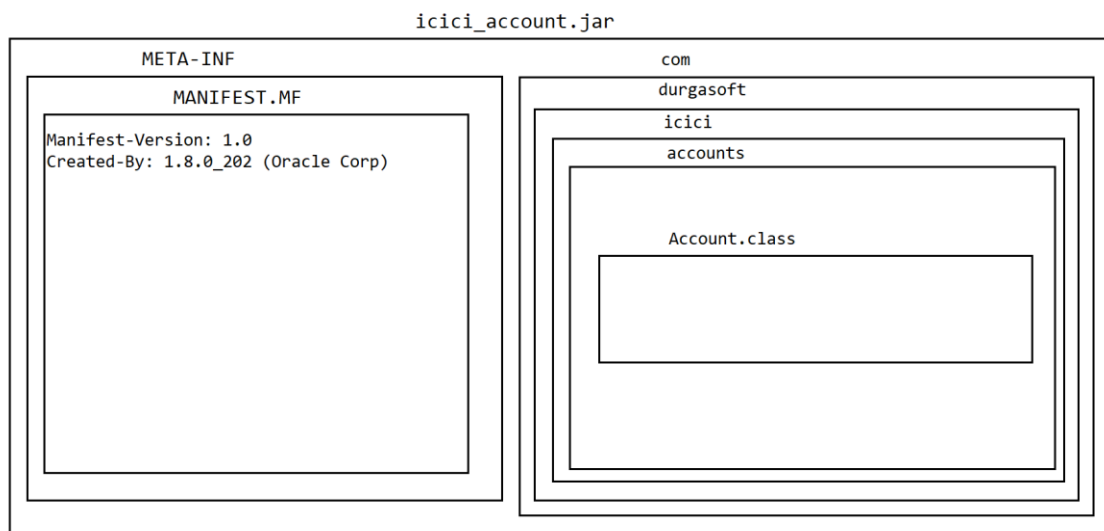 icici_account.jar
META-INF
MANIFEST.MF
Manifest-Version: 1.0
Created-By: 1.8.0_202 (Oracle Corp)
com
durgasoft
icici
accounts
Account.class